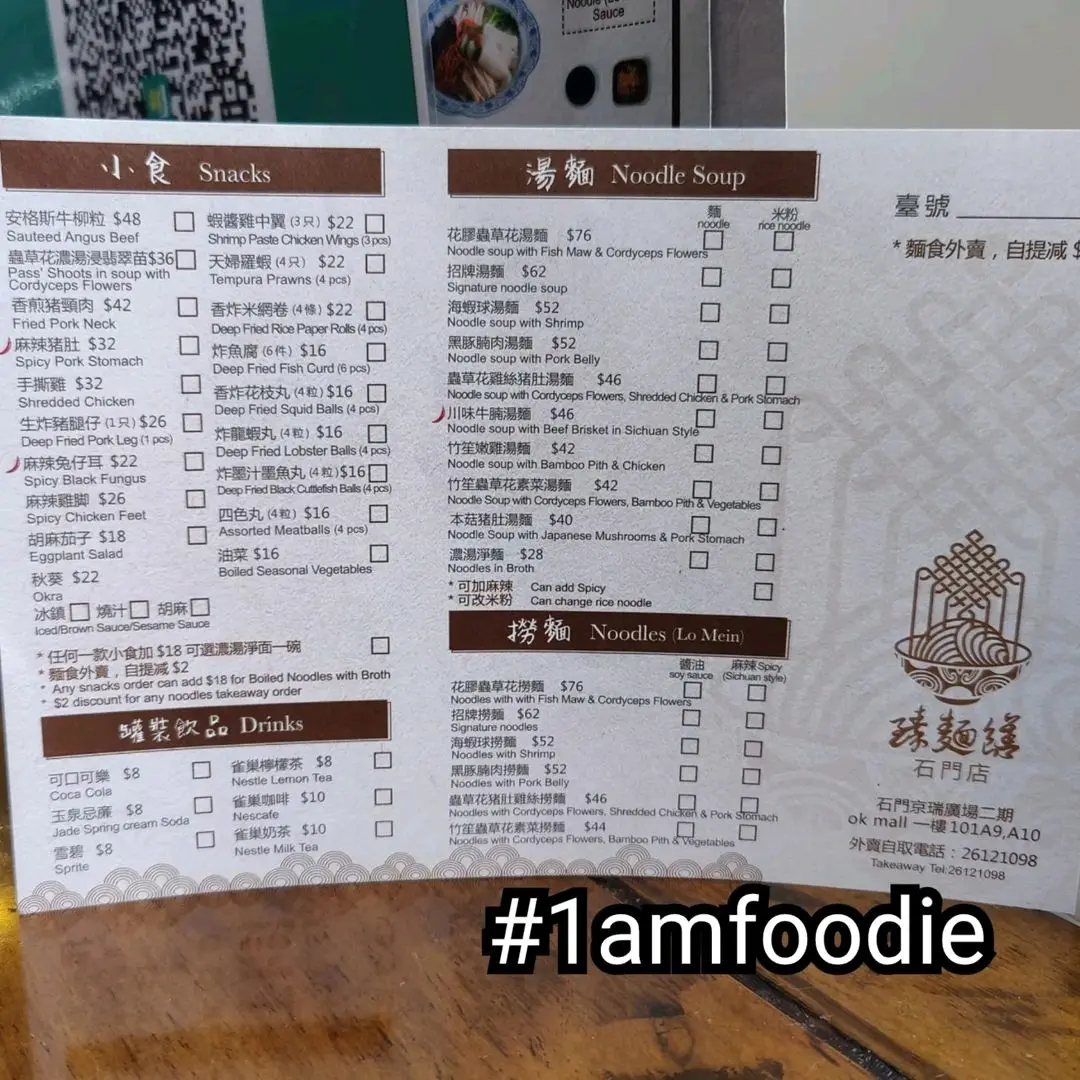 Noodle
Sauce
小食 Snacks
安格斯牛柳粒 $48
Sauteed Angus Beef
蟲草花濃湯浸翡翠苗$36
Pass' Shoots in soup with
Cordyceps Flowers
香煎猪頸肉 $42
Fried Pork Neck
麻辣猪肚 $32
Spicy Pork Stomach
手撕雞 $32
Shredded Chicken
生炸豬腿仔 (1只) $26
Deep Fried Pork Leg (1 pcs)
麻辣兔仔耳 $22
Spicy Black Fungus
麻辣雞脚 $26
Spicy Chicken Feet
胡麻茄子 $18
Eggplant Salad
秋葵 $22
Okra
冰鎮 燒汁 胡麻
Iced/Brown Sauce/Sesame Sauce
蝦醬雞中翼 (3只) $22
Shrimp Paste Chicken Wings (3 pcs)
天婦羅蝦 (4只) $22
Tempura Prawns (4 pcs)
香炸米網卷 (4條) $22
Deep Fried Rice Paper Rolls (4 pcs)
炸魚腐 (6件) $16
Deep Fried Fish Curd (6 pcs)
香炸花枝丸 (4粒) $16
Deep Fried Squid Balls (4 pcs)
炸龍蝦丸 (4粒) $16
Deep Fried Lobster Balls (4 pcs)
炸墨汁墨魚丸 (4粒) $16
Deep Fried Black Cuttlefish Balls (4 pcs)
四色丸 (4粒) $16
Assorted Meatballs (4 pcs)
油菜 $16
Boiled Seasonal Vegetables
* 任何一款小食加 $18 可選濃湯淨面一碗
* 麵食外賣，自提减 $2
* Any snacks order can add $18 for Boiled Noodles with Broth
* $2 discount for any noodles takeaway order
罐裝飲品 Drinks
可口可樂 $8
Coca Cola
玉泉忌廉 $8
Jade Spring cream Soda
雪碧 $8
Sprite
雀巢檸檬茶 $8
Nestle Lemon Tea
雀巢咖啡 $10
Nescafe
雀巢奶茶 $10
Nestle Milk Tea
湯麵 Noodle Soup
麵 米粉
noodle rice noodle
花膠蟲草花湯麵 $76
Noodle soup with Fish Maw & Cordyceps Flowers
招牌湯麵 $62
Signature noodle soup
海蝦球湯麵 $52
Noodle soup with Shrimp
黑豚腩肉湯麵 $52
Noodle soup with Pork Belly
蟲草花雞絲猪肚湯麵 $46
Noodle soup with Cordyceps Flowers, Shredded Chicken & Pork Stomach
川味牛腩湯麵 $46
Noodle soup with Beef Brisket in Sichuan Style
竹笙嫩雞湯麵 $42
Noodle soup with Bamboo Pith & Chicken
竹笙蟲草花素菜湯麵 $42
Noodle Soup with Cordyceps Flowers, Bamboo Pith & Vegetables
本菇猪肚湯麵 $40
Noodle Soup with Japanese Mushrooms & Pork Stomach
濃湯淨麵 $28
Noodles in Broth
* 可加麻辣 Can add Spicy
* 可改米粉 Can change rice noodle
撈麵 Noodles (Lo Mein)
醬油 麻辣 Spicy
soy sauce (Sichuan style)
花膠蟲草花撈麵 $76
Noodles with with Fish Maw & Cordyceps Flowers
招牌撈麵 $62
Signature noodles
海蝦球撈麵 $52
Noodles with Shrimp
黑豚腩肉撈麵 $52
Noodles with Pork Belly
蟲草花猪肚雞絲撈麵 $46
Noodles with Cordyceps Flowers, Shredded Chicken & Pork Stomach
竹笙蟲草花素菜撈麵 $44
Noodles with Cordyceps Flowers, Bamboo Pith & Vegetables
臺號
* 麵食外賣，自提减 $
臻麵繕
石門店
石門京瑞廣場二期
ok mall 一樓101A9,A10
外賣自取電話：26121098
Takeaway Tel:26121098
#1amfoodie